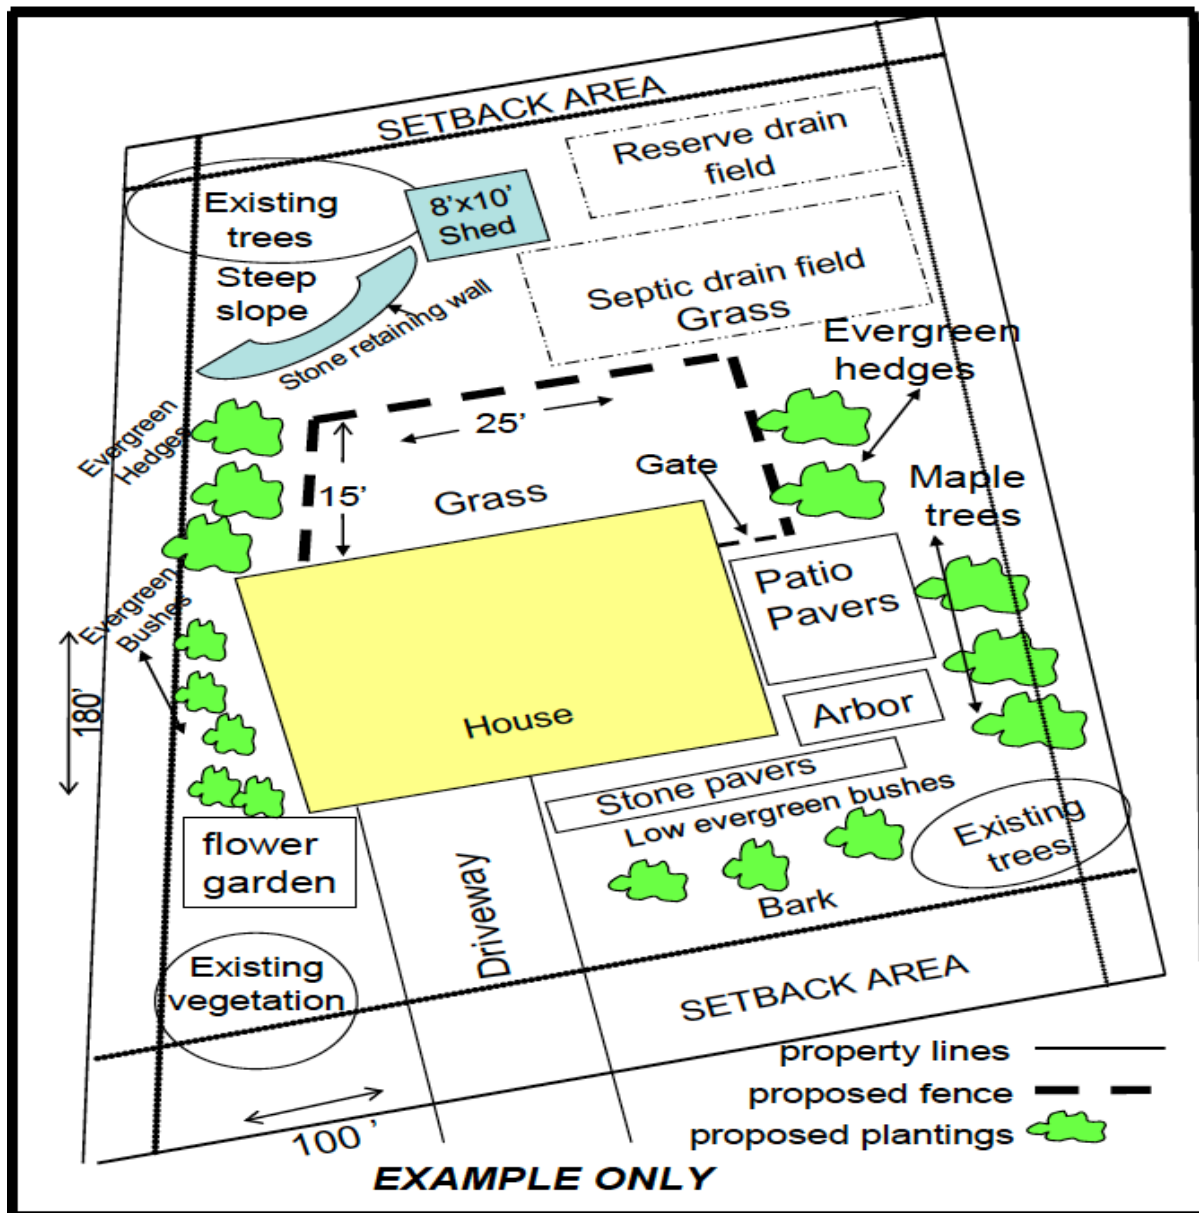 SETBACK AREA
Reserve drain
field
Existing
trees
8’x10’
Shed
Steep
slope
Septic drain field
Grass
Stone retaining wall
Evergreen
hedges
Evergreen
Hedges
25’
Gate
15’
Grass
Maple
trees
Patio
Pavers
Evergreen
Bushes
180’
House
Arbor
Stone pavers
Low evergreen bushes
Existing
trees
flower
garden
Driveway
Bark
Existing
vegetation
SETBACK AREA
property lines
proposed fence
proposed plantings
100 ’
EXAMPLE ONLY